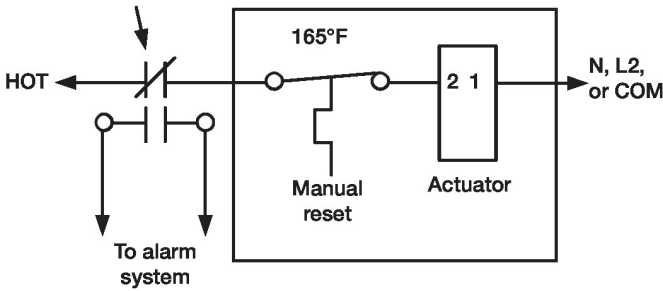 165°F
HOT
N, L2,
or COM
2 1
Manual
reset
Actuator
To alarm
system